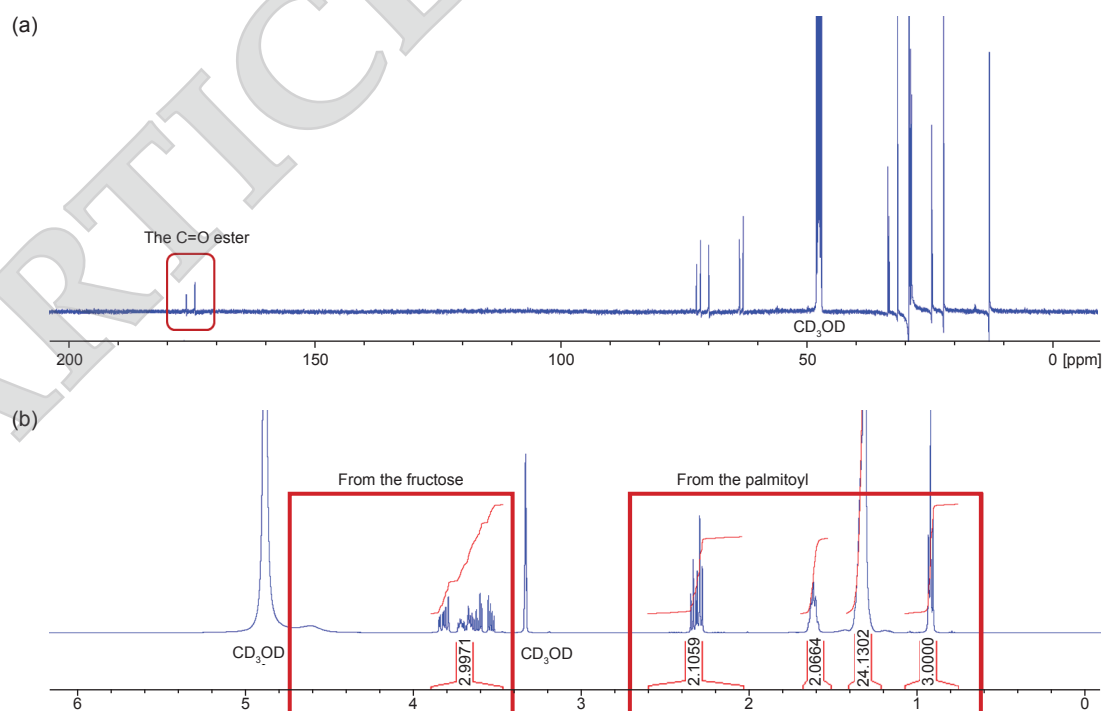 ARTIC
(a)
The C=O ester
CD3OD
200 150 100 50 0 [ppm]
(b)
From the fructose
From the palmitoyl
CD3OD
CD3OD
2.9971
2.1059
2.0664
24.1302
3.0000
6 5 4 3 2 1 0